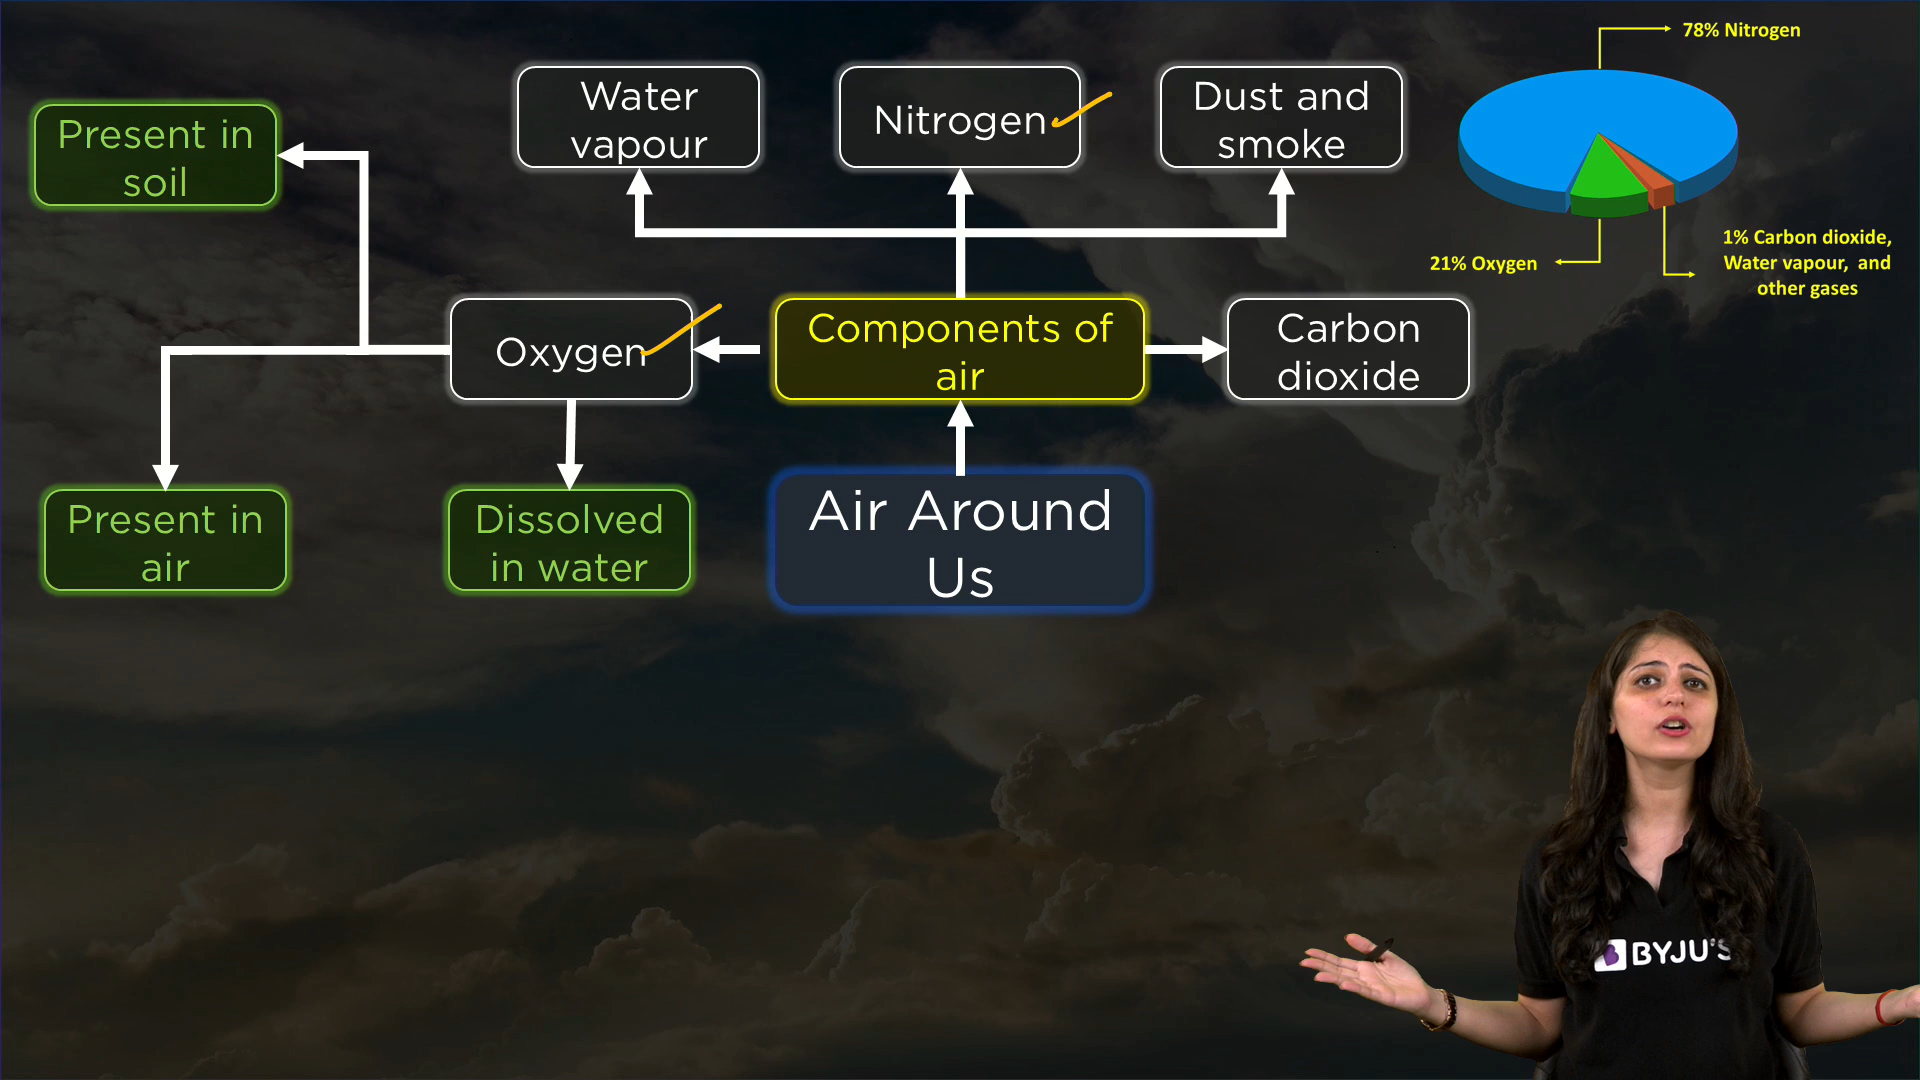 78% Nitrogen
Water
vapour
Nitrogen
Dust and
smoke
Present in
soil
1% Carbon dioxide,
Water vapour, and
other gases
21% Oxygen
Oxygen
Components of
air
Carbon
dioxide
Present in
air
Dissolved
in water
Air Around
Us
BYJU'S